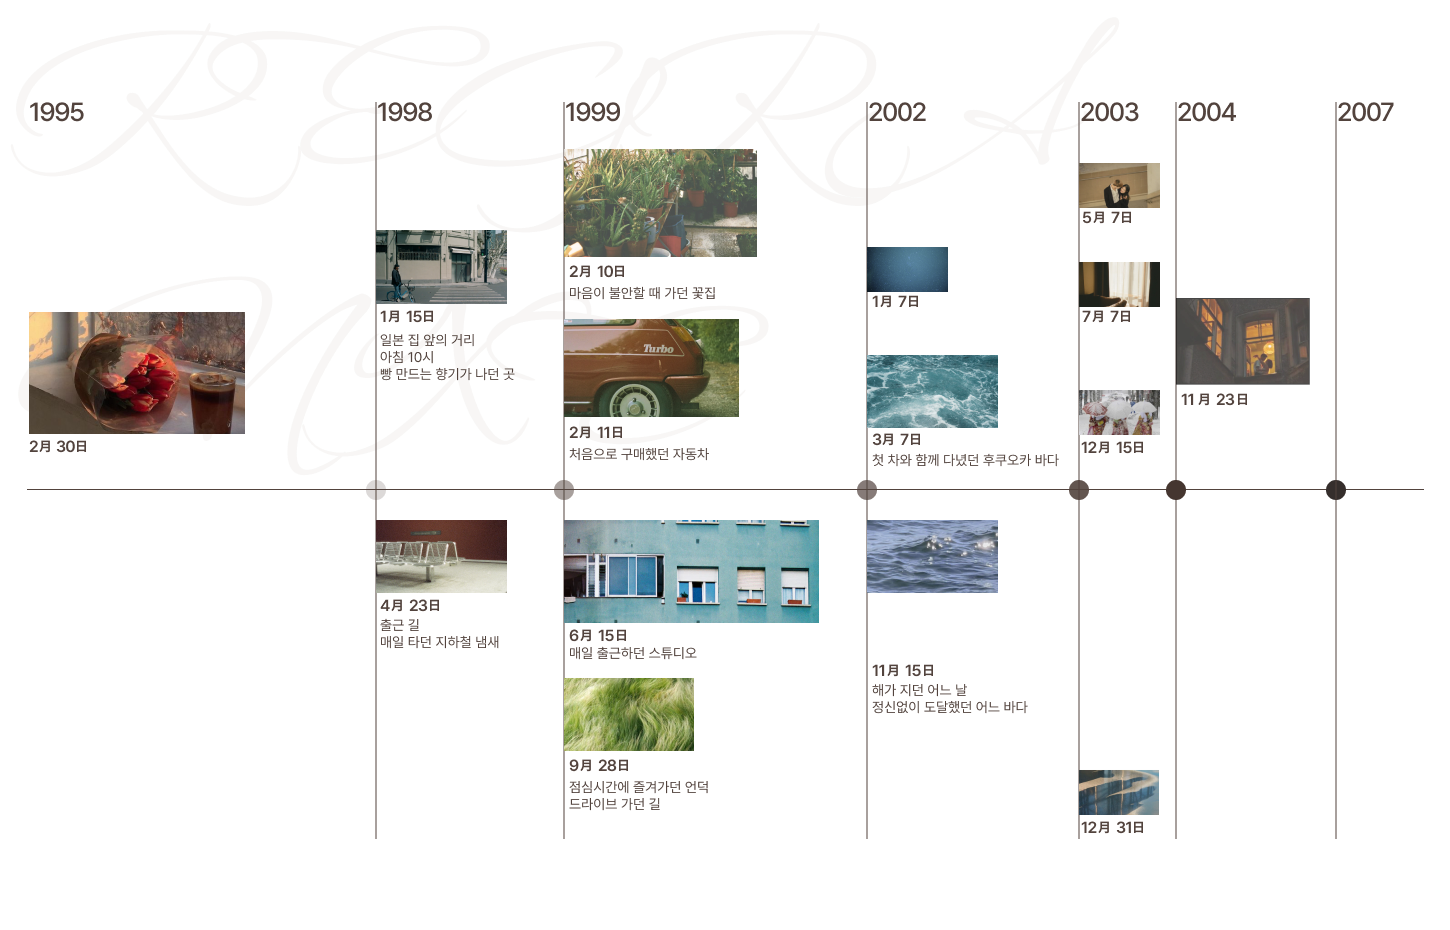 1995
2月 30日
1998
1月 15日
일본 집 앞의 거리
아침 10시
빵 만드는 향기가 나던 곳
4月 23日
출근 길
매일 타던 지하철 냄새
1999
2月 10日
마음이 불안할 때 가던 꽃집
Turbo
2月 11日
처음으로 구매했던 자동차
6月 15日
매일 출근하던 스튜디오
9月 28日
점심시간에 즐겨가던 언덕
드라이브 가던 길
2002
1月 7日
3月 7日
첫 차와 함께 다녔던 후쿠오카 바다
11月 15日
해가 지던 어느 날
정신없이 도달했던 어느 바다
2003
5月 7日
7月 7日
12月 15日
12月 31日
2004
11 月 23日
2007